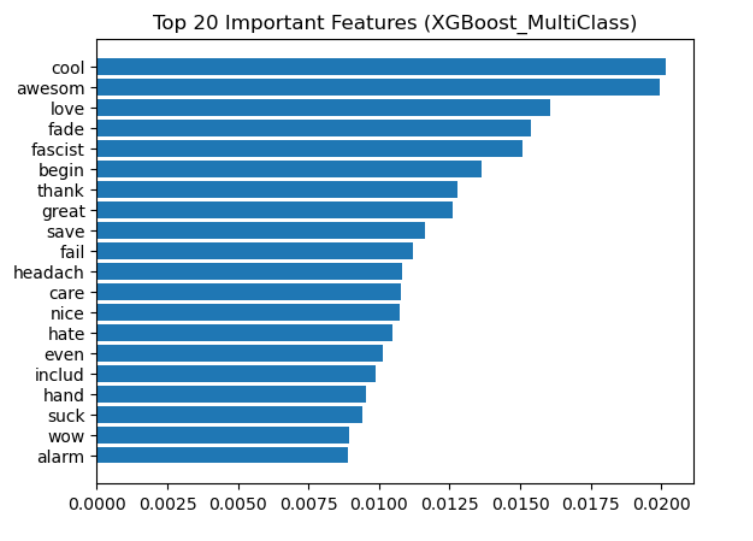 Top 20 Important Features (XGBoost_MultiClass)
cool
awesom
love
fade
fascist
begin
thank
great
save
fail
headach
care
nice
hate
even
includ
hand
suck
wow
alarm
0.0000 0.0025 0.0050 0.0075 0.0100 0.0125 0.0150 0.0175 0.0200